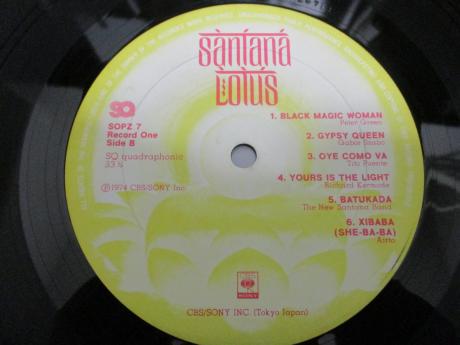 santana
Lotus
SQ
SOPZ 7
Record One
Side B
SQ quadraphonic
33⅓
Ⓟ1974 CBS/SONY Inc.
1. BLACK MAGIC WOMAN
Peter Green
2. GYPSY QUEEN
Gabor Szabo
3. OYE COMO VA
Tito Puente
4. YOURS IS THE LIGHT
Richard Kermode
5. BATUKADA
The New Santana Band
6. XIBABA
(SHE-BA-BA)
Airto
CBS
SONY
CBS/SONY INC. (Tokyo Japan)